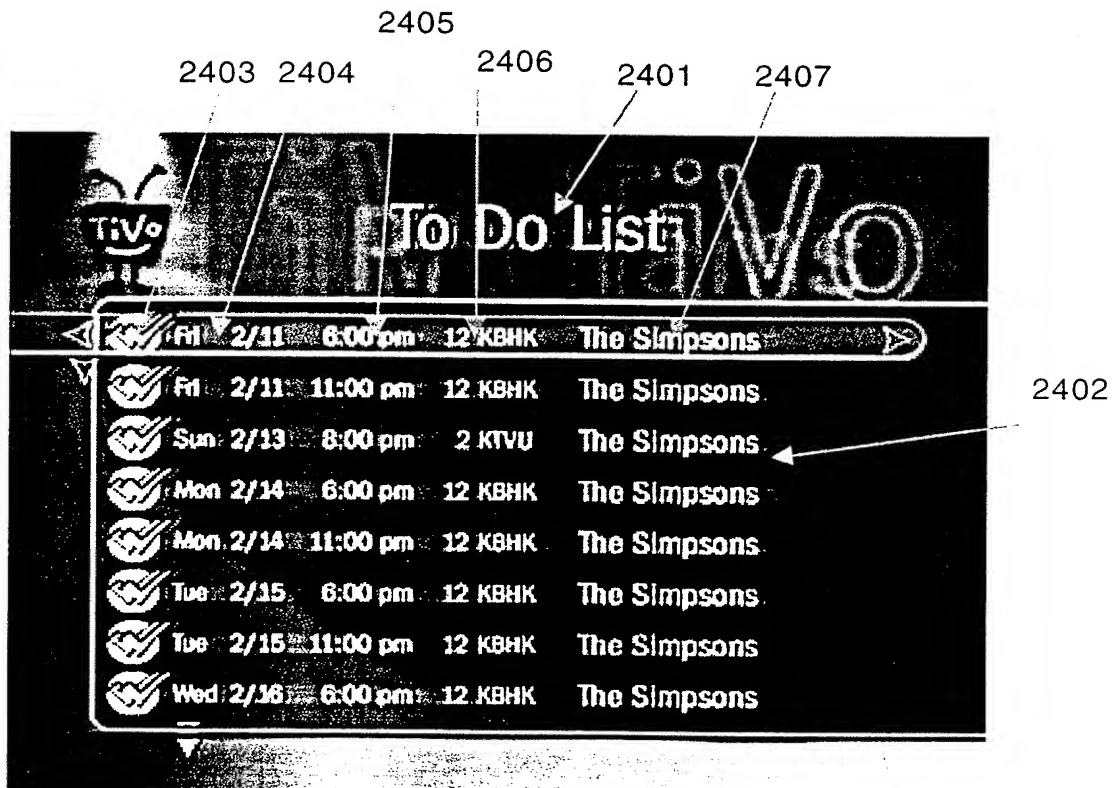 2405
2403 2404 2406 2401 2407
TiVo To Do List TiVo
Fri 2/11 6:00 pm 12 KBHK The Simpsons
Fri 2/11 11:00 pm 12 KBHK The Simpsons
2402
Sun 2/13 8:00 pm 2 KTVU The Simpsons
Mon 2/14 6:00 pm 12 KBHK The Simpsons
Mon 2/14 11:00 pm 12 KBHK The Simpsons
Tue 2/15 6:00 pm 12 KBHK The Simpsons
Tue 2/15 11:00 pm 12 KBHK The Simpsons
Wed 2/16 6:00 pm 12 KBHK The Simpsons